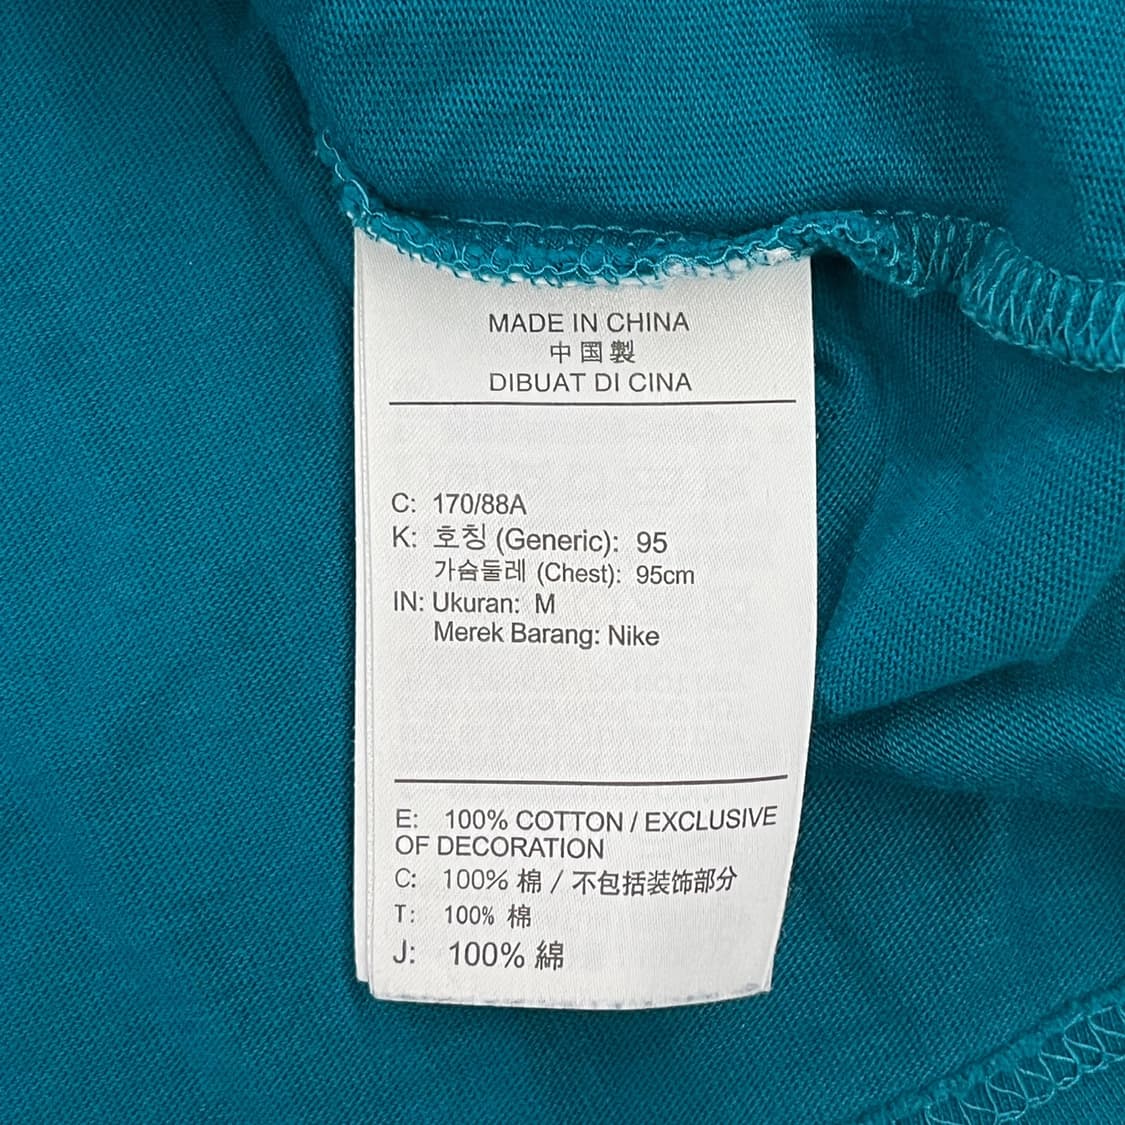 MADE IN CHINA
中国製
DIBUAT DI CINA
C: 170/88A
K: 호칭 (Generic): 95
가슴둘레 (Chest): 95cm
IN: Ukuran: M
Merek Barang: Nike
E: 100% COTTON / EXCLUSIVE
OF DECORATION
C: 100% 棉 / 不包括装饰部分
T: 100% 棉
J: 100% 綿